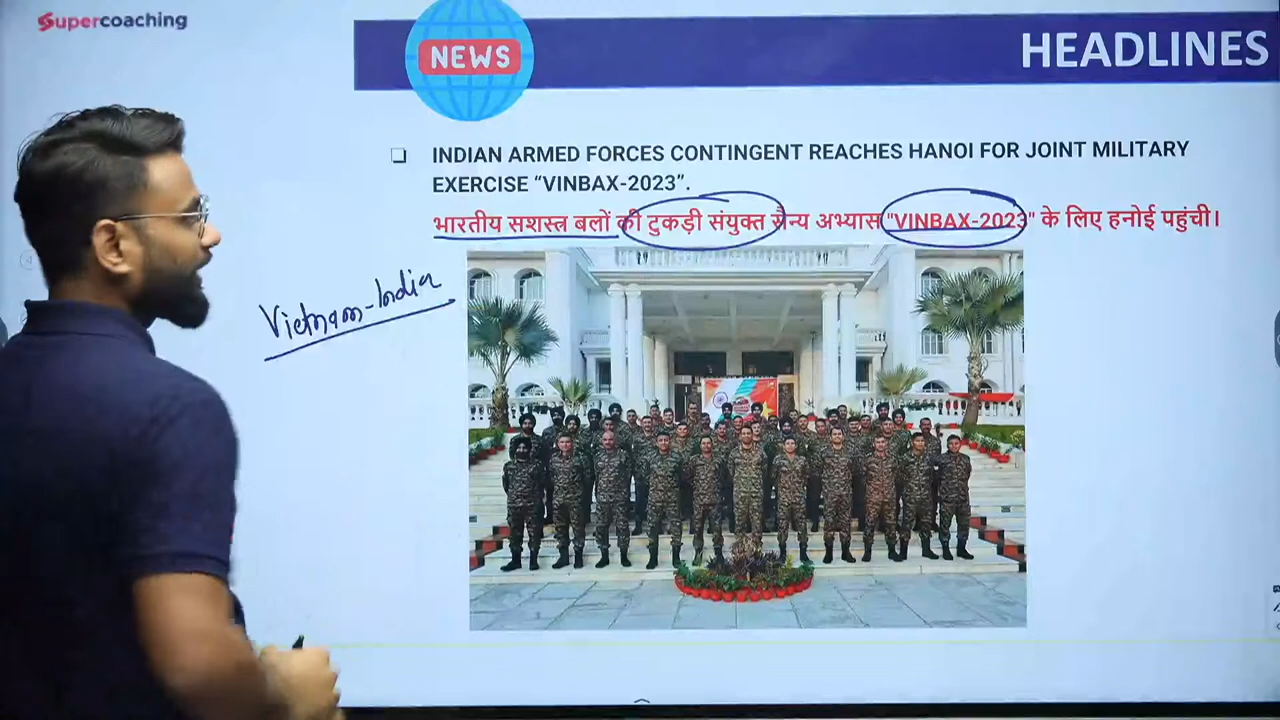 Supercoaching
NEWS
HEADLINES
❑ INDIAN ARMED FORCES CONTINGENT REACHES HANOI FOR JOINT MILITARY
EXERCISE “VINBAX-2023”.
भारतीय सशस्त्र बलों की टुकड़ी संयुक्त सैन्य अभ्यास "VINBAX-2023" के लिए हनोई पहुंची।
Vietnam-India